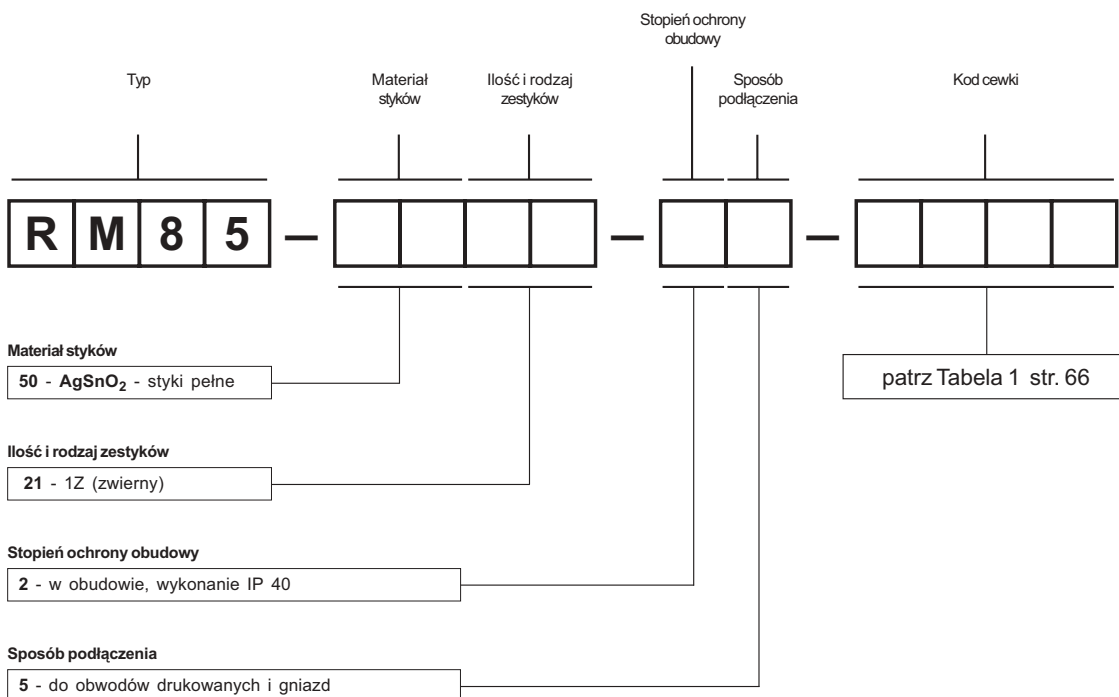 Stopień ochrony
obudowy
Typ
Materiał
styków
Ilość i rodzaj
zestyków
Sposób
podłączenia
Kod cewki
R M 8 5 – –  –
Materiał styków
50 - AgSnO₂ - styki pełne
patrz Tabela 1 str. 66
Ilość i rodzaj zestyków
21 - 1Z (zwierny)
Stopień ochrony obudowy
2 - w obudowie, wykonanie IP 40
Sposób podłączenia
5 - do obwodów drukowanych i gniazd